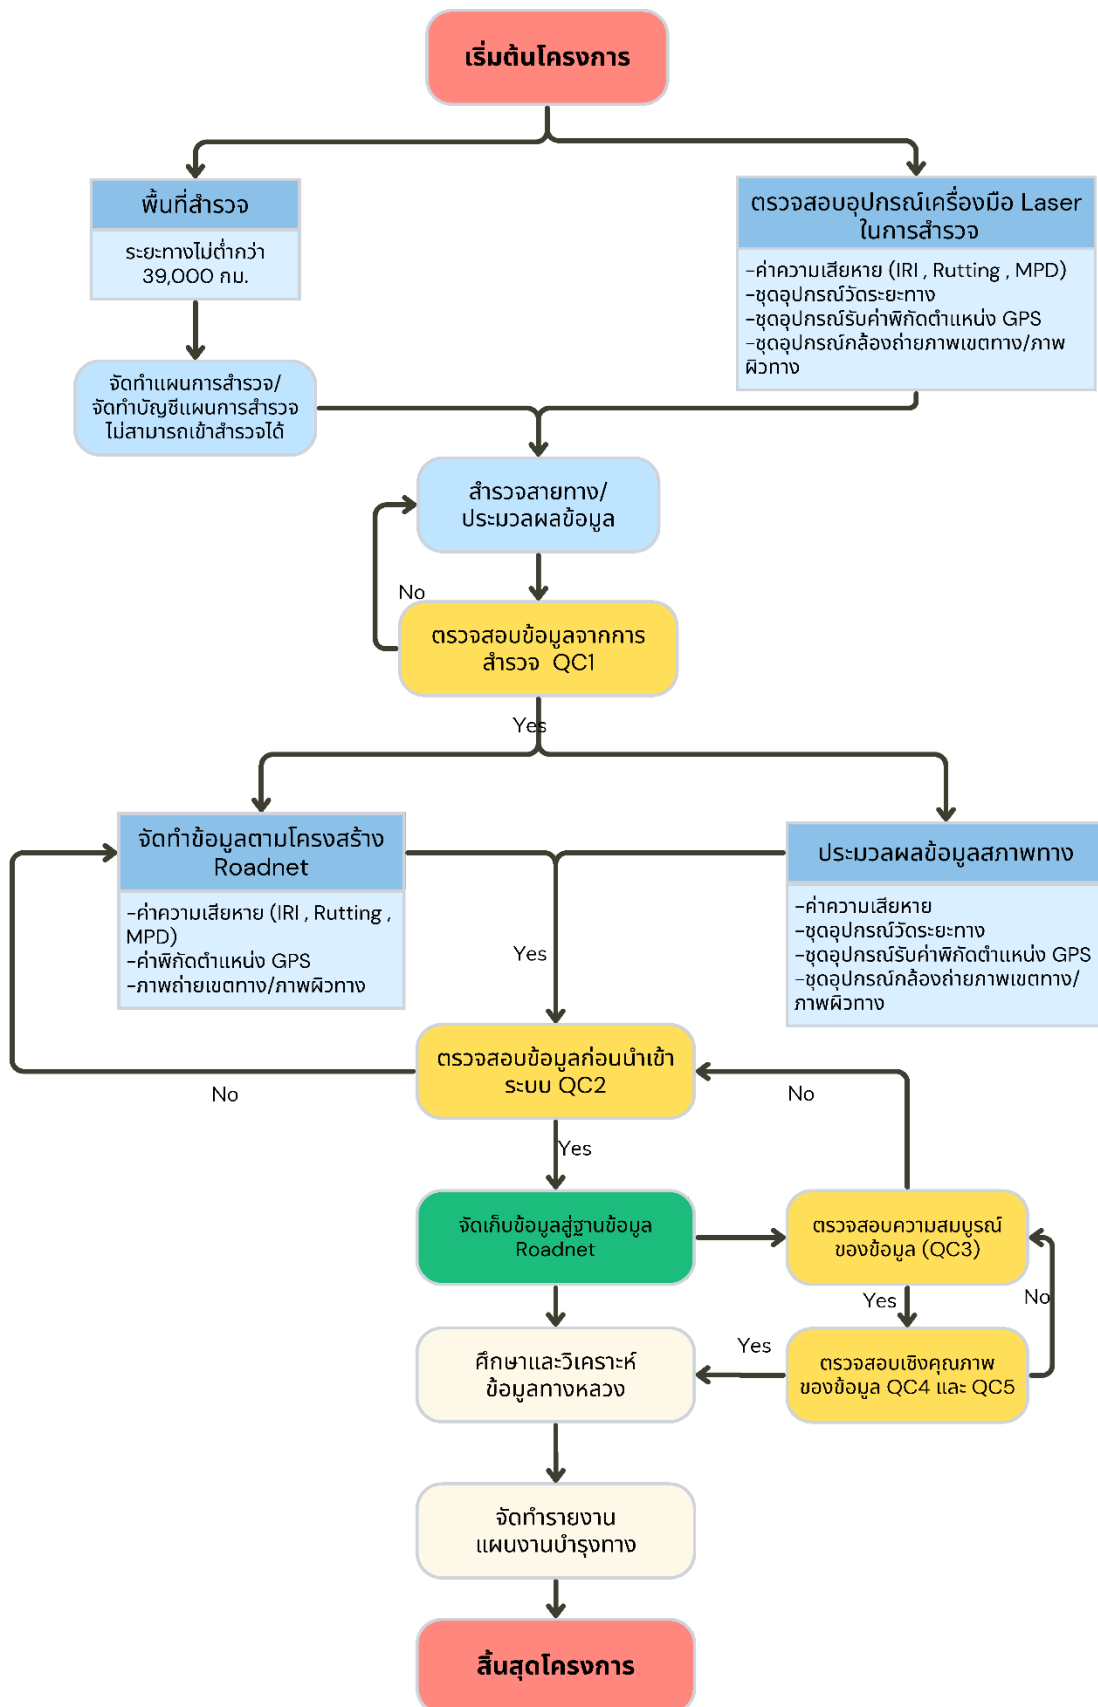 เริ่มต้นโครงการ
พื้นที่สำรวจ
ระยะทางไม่ต่ำกว่า
39,000 กม.
ตรวจสอบอุปกรณ์เครื่องมือ Laser
ในการสำรวจ
-ค่าความเสียหาย (IRI , Rutting , MPD)
-ชุดอุปกรณ์วัดระยะทาง
-ชุดอุปกรณ์รับค่าพิกัดตำแหน่ง GPS
-ชุดอุปกรณ์กล้องถ่ายภาพเขตทาง/ภาพ
ผิวทาง
จัดทำแผนการสำรวจ/
จัดทำบัญชีแผนการสำรวจ
ไม่สามารถเข้าสำรวจได้
สำรวจสายทาง/
ประมวลผลข้อมูล
No
ตรวจสอบข้อมูลจากการ
สำรวจ QC1
Yes
จัดทำข้อมูลตามโครงสร้าง
Roadnet
-ค่าความเสียหาย (IRI , Rutting ,
MPD)
-ค่าพิกัดตำแหน่ง GPS
-ภาพถ่ายเขตทาง/ภาพผิวทาง
ประมวลผลข้อมูลสภาพทาง
-ค่าความเสียหาย
-ชุดอุปกรณ์วัดระยะทาง
-ชุดอุปกรณ์รับค่าพิกัดตำแหน่ง GPS
-ชุดอุปกรณ์กล้องถ่ายภาพเขตทาง/
ภาพผิวทาง
Yes
ตรวจสอบข้อมูลก่อนนำเข้า
ระบบ QC2
No
No
Yes
จัดเก็บข้อมูลสู่ฐานข้อมูล
Roadnet
ตรวจสอบความสมบูรณ์
ของข้อมูล (QC3)
Yes
No
ศึกษาและวิเคราะห์
ข้อมูลทางหลวง
Yes
ตรวจสอบเชิงคุณภาพ
ของข้อมูล QC4 และ QC5
จัดทำรายงาน
แผนงานบำรุงทาง
สิ้นสุดโครงการ